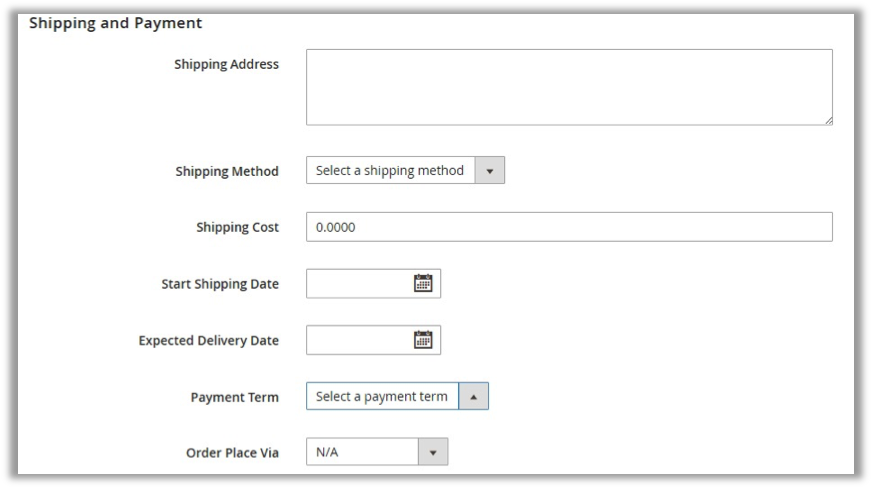 Shipping and Payment
Shipping Address
Shipping Method Select a shipping method
Shipping Cost 0.0000
Start Shipping Date
Expected Delivery Date
Payment Term Select a payment term
Order Place Via N/A